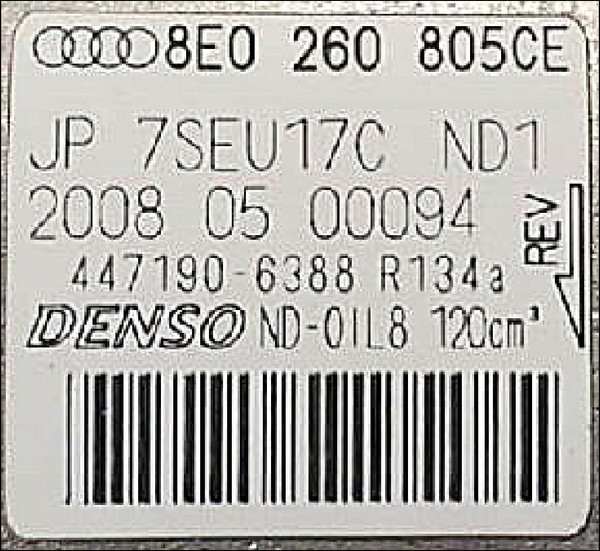 8E0 260 805CE
JP 7SEU17C ND1
2008 05 00094
REV
447190-6388 R134a
DENSO ND-OIL8 120cm³